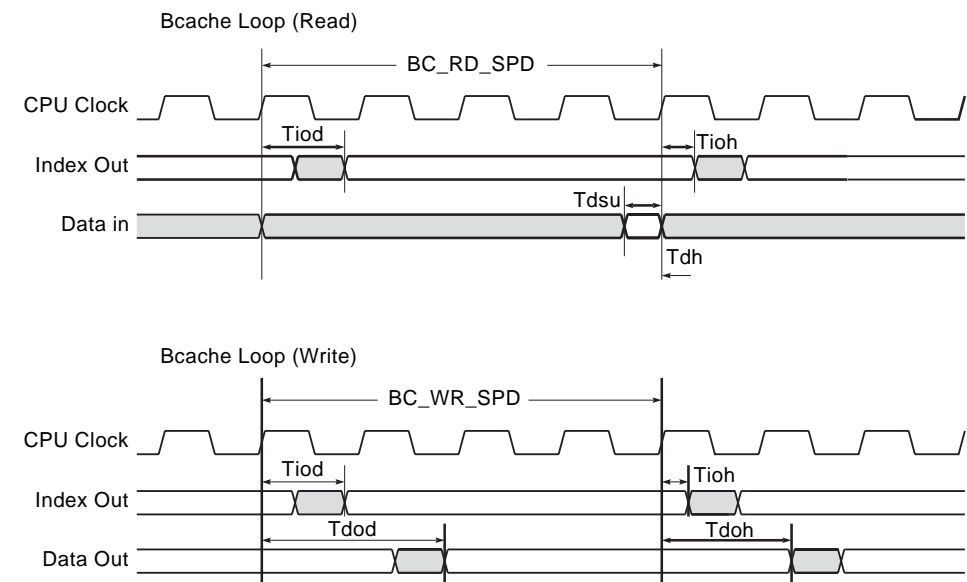 Bcache Loop (Read)
BC_RD_SPD
CPU Clock
Tiod
Tioh
Index Out
Tdsu
Data in
Tdh
Bcache Loop (Write)
BC_WR_SPD
CPU Clock
Tiod
Tioh
Index Out
Tdod
Tdoh
Data Out